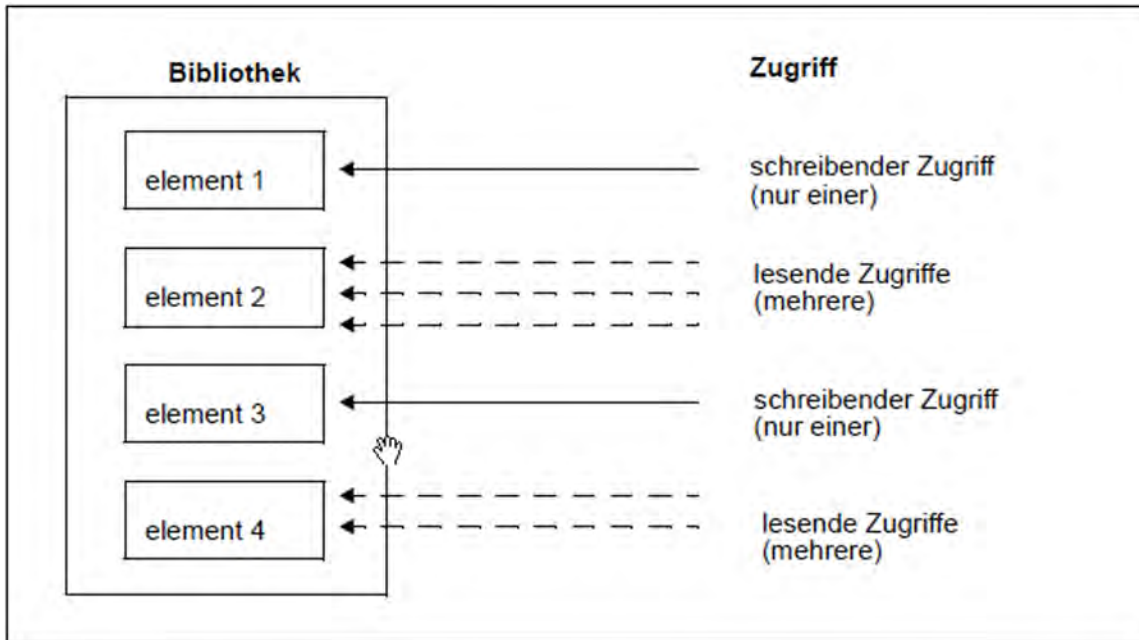 Bibliothek
Zugriff
element 1
schreibender Zugriff
(nur einer)
element 2
lesende Zugriffe
(mehrere)
element 3
schreibender Zugriff
(nur einer)
element 4
lesende Zugriffe
(mehrere)